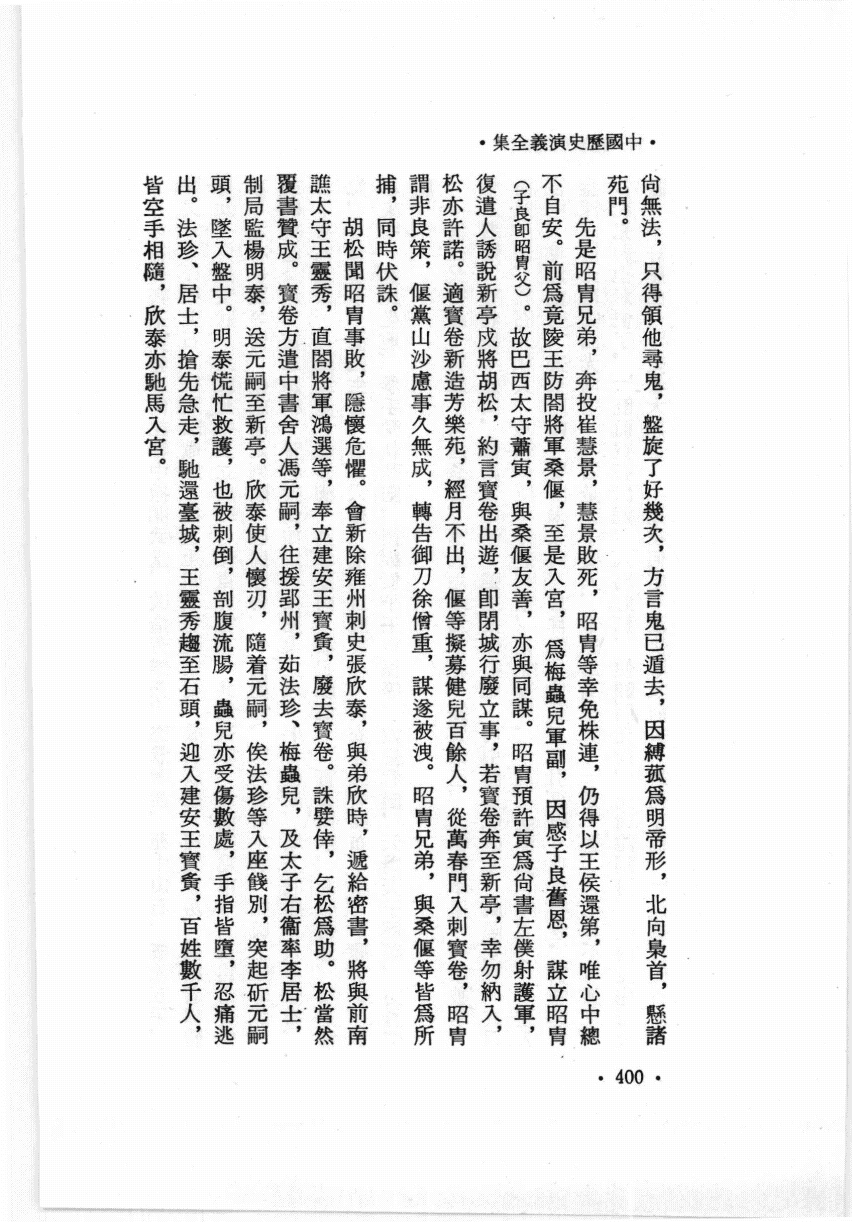 ·中國歷史演義全集·
尙無法，只得領他尋鬼，盤旋了好幾次，方言鬼已遁去，因縛菰爲明帝形，北向梟首，懸諸
苑門。
先是昭冑兄弟，奔投崔慧景，慧景敗死，昭冑等幸免株連，仍得以王侯還第，唯心中總
不自安。前爲竟陵王防閤將軍桑偃，至是入宮，爲梅蟲兒軍副，因感子良舊恩，謀立昭冑
（子良卽昭冑父）。故巴西太守蕭寅，與桑偃友善，亦與同謀。昭冑預許寅爲尙書左僕射護軍，
復遣人誘說新亭戍將胡松，約言寶卷出遊，卽閉城行廢立事，若寶卷奔至新亭，幸勿納入，
松亦許諾。適寶卷新造芳樂苑，經月不出，偃等擬募健兒百餘人，從萬春門入刺寶卷，昭冑
謂非良策，偃黨山沙慮事久無成，轉告御刀徐僧重，謀遂被洩。昭冑兄弟，與桑偃等皆爲所
捕，同時伏誅。
胡松聞昭冑事敗，隱懷危懼。會新除雍州刺史張欣泰，與弟欣時，遞給密書，將與前南
譙太守王靈秀，直閤將軍鴻選等，奉立建安王寶夤，廢去寶卷。誅嬖倖，乞松爲助。松當然
覆書贊成。寶卷方遣中書舍人馮元嗣，往援郢州，茹法珍、梅蟲兒，及太子右衞率李居士，
制局監楊明泰，送元嗣至新亭。欣泰使人懷刃，隨着元嗣，俟法珍等入座餞別，突起斫元嗣
頭，墜入盤中。明泰慌忙救護，也被刺倒，剖腹流腸，蟲兒亦受傷數處，手指皆墮，忍痛逃
出。法珍、居士，搶先急走，馳還臺城，王靈秀趨至石頭，迎入建安王寶夤，百姓數千人，
皆空手相隨，欣泰亦馳馬入宮。
·400·